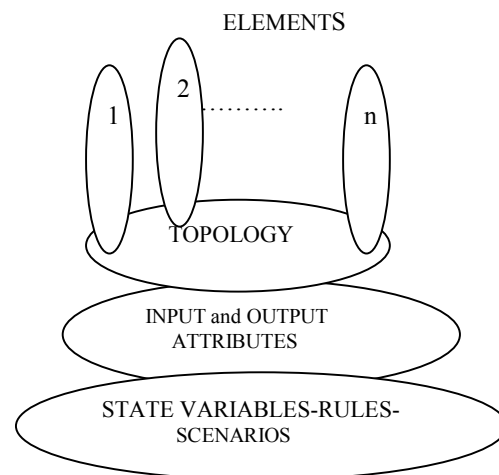 ELEMENTS
1 2 ............ n
TOPOLOGY
INPUT and OUTPUT
ATTRIBUTES
STATE VARIABLES-RULES-
SCENARIOS